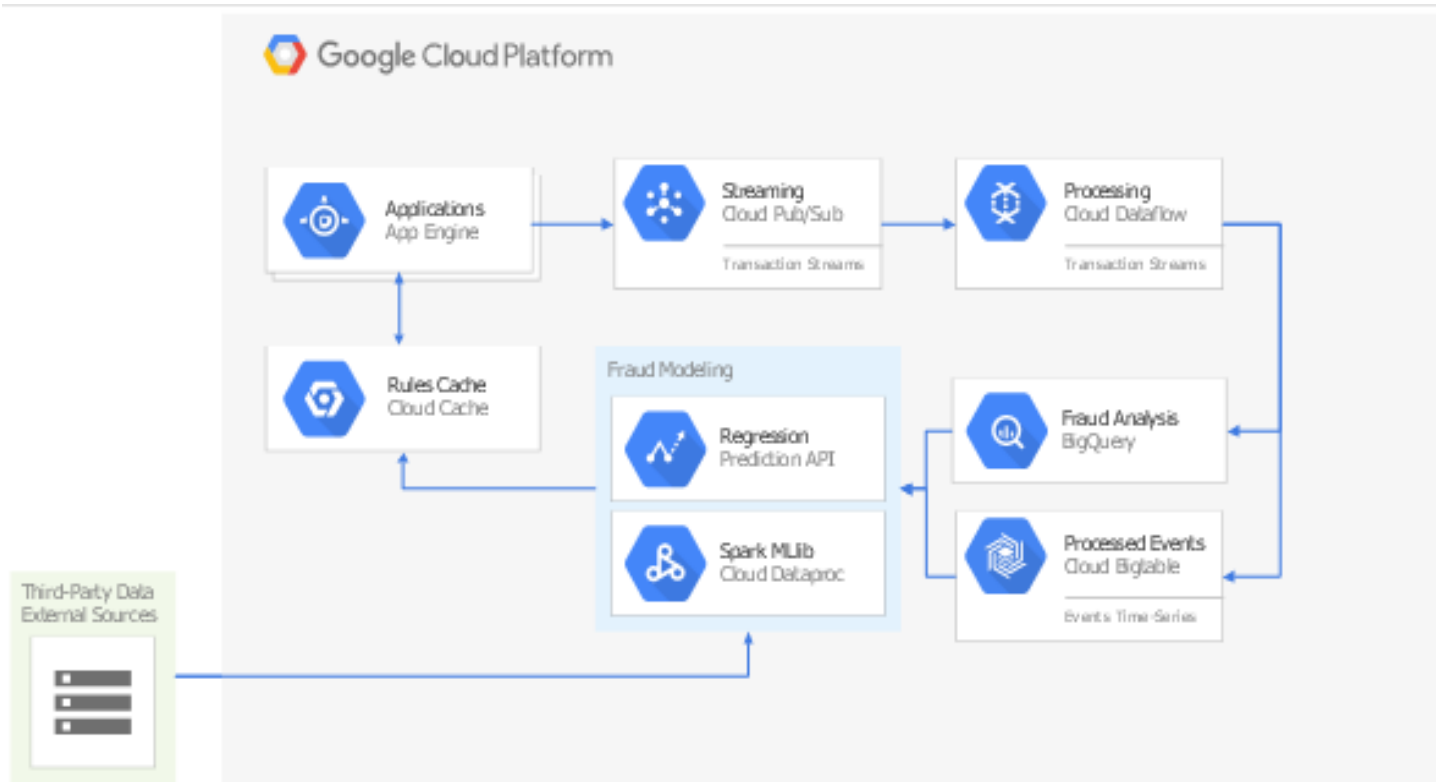 Google Cloud Platform
Applications
App Engine
Streaming
Cloud Pub/Sub
Transaction Streams
Processing
Cloud Dataflow
Transaction Streams
Rules Cache
Cloud Cache
Fraud Modeling
Regression
Prediction API
Spark MLlib
Cloud Dataproc
Fraud Analysis
BigQuery
Processed Events
Cloud Bigtable
Events Time-Series
Third-Party Data
External Sources